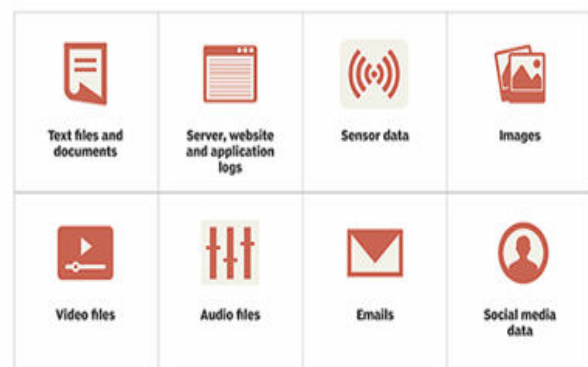 Text files and
documents
Server, website
and application
logs
Sensor data
Images
Video files
Audio files
Emails
Social media
data